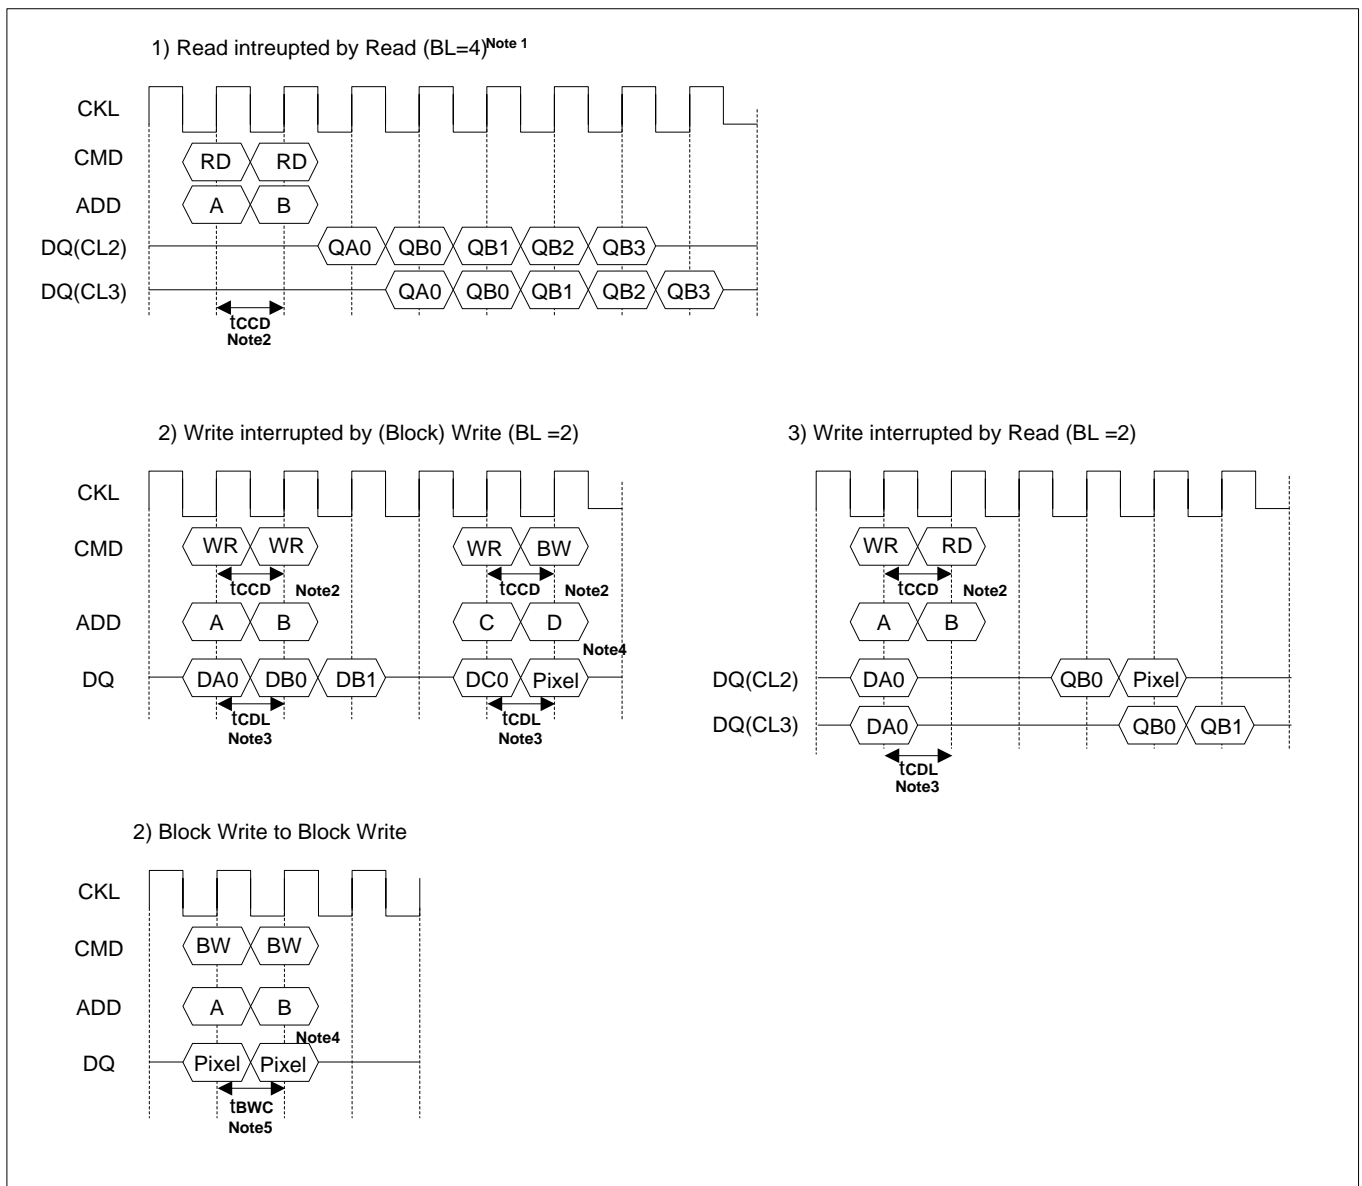 1) Read intreupted by Read (BL=4)Note 1
CKL
CMD RD RD
ADD A B
DQ(CL2) QA0 QB0 QB1 QB2 QB3
DQ(CL3) QA0 QB0 QB1 QB2 QB3
tCCD
Note2
2) Write interrupted by (Block) Write (BL =2)
CKL
CMD WR WR WR BW
tCCD Note2 tCCD Note2
ADD A B C D
Note4
DQ DA0 DB0 DB1 DC0 Pixel
tCDL tCDL
Note3 Note3
3) Write interrupted by Read (BL =2)
WR RD
tCCD Note2
A B
DQ(CL2) DA0 QB0 Pixel
DQ(CL3) DA0 QB0 QB1
tCDL
Note3
2) Block Write to Block Write
CKL
CMD BW BW
ADD A B
Note4
DQ Pixel Pixel
tBWC
Note5